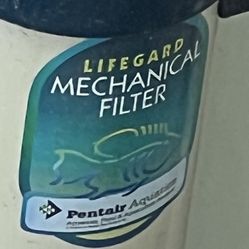 LIFEGARD
MECHANICAL
FILTER
Pentair Aquatics